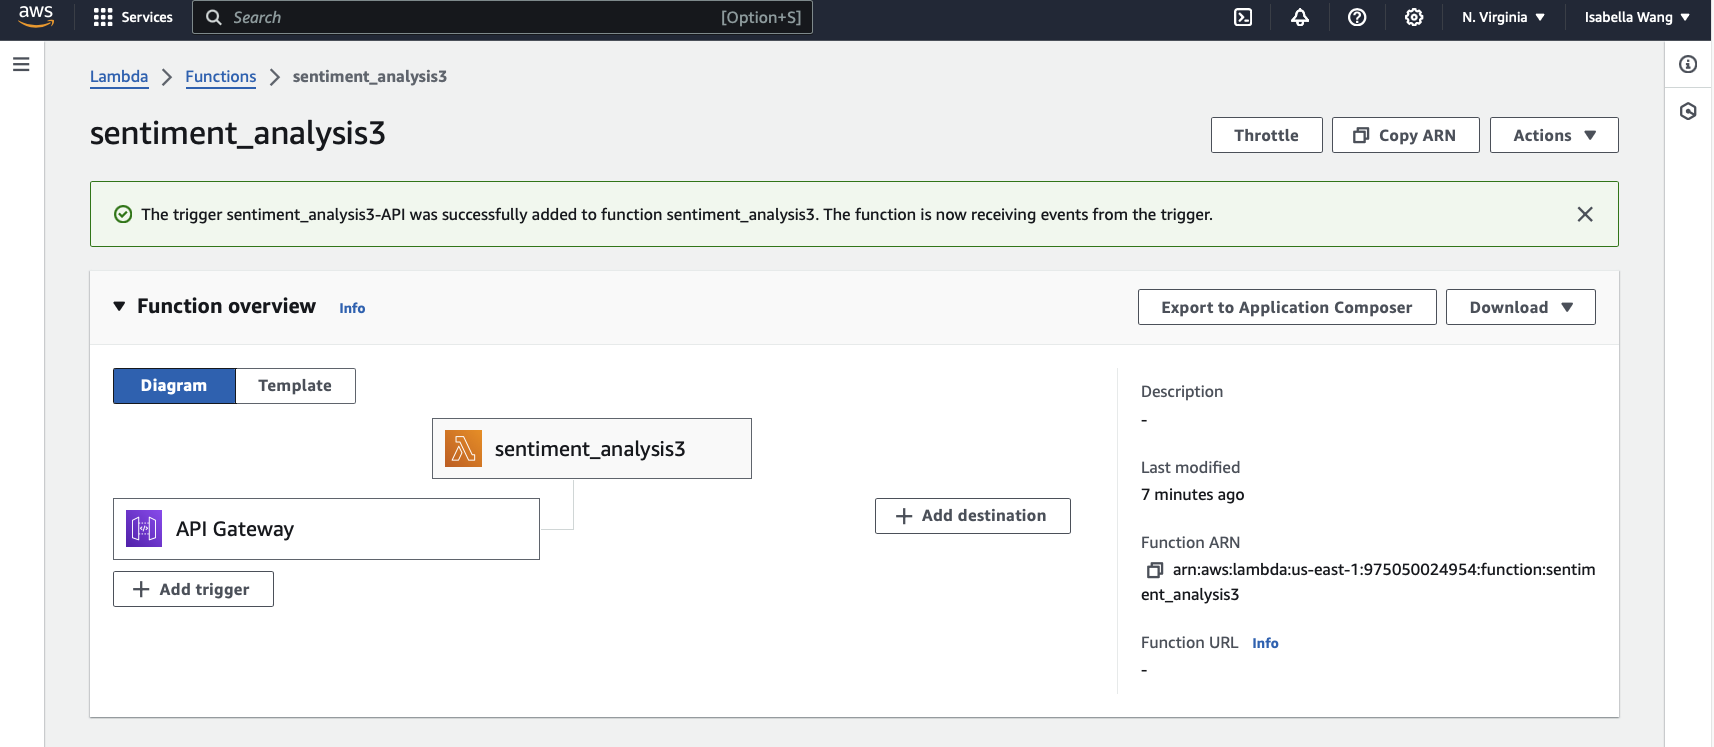 aws
Services
Search
[Option+S]
N. Virginia
Isabella Wang
Lambda
Functions
sentiment_analysis3
sentiment_analysis3
Throttle
Copy ARN
Actions
The trigger sentiment_analysis3-API was successfully added to function sentiment_analysis3. The function is now receiving events from the trigger.
Function overview
Info
Export to Application Composer
Download
Diagram
Template
sentiment_analysis3
API Gateway
+ Add trigger
+ Add destination
Description
-
Last modified
7 minutes ago
Function ARN
arn:aws:lambda:us-east-1:975050024954:function:sentim
ent_analysis3
Function URL
Info
-